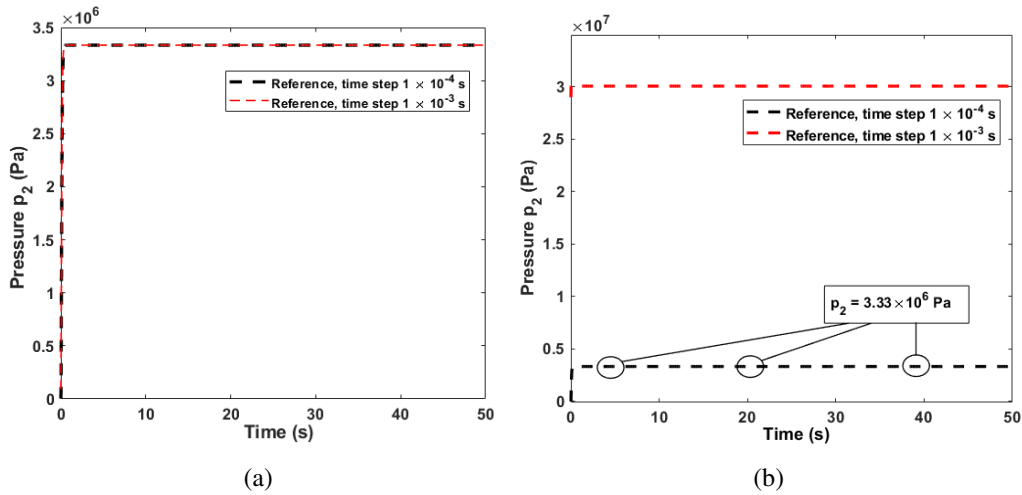 ×10⁶
3.5
3
2.5
2
1.5
1
0.5
0
0 10 20 30 40 50
Pressure p₂ (Pa)
Time (s)
Reference, time step 1 × 10⁻⁴ s
Reference, time step 1 × 10⁻³ s
(a)
×10⁷
3
2.5
2
1.5
1
0.5
0
0 10 20 30 40 50
Pressure p₂ (Pa)
Time (s)
Reference, time step 1 × 10⁻⁴ s
Reference, time step 1 × 10⁻³ s
p₂ = 3.33×10⁶ Pa
(b)